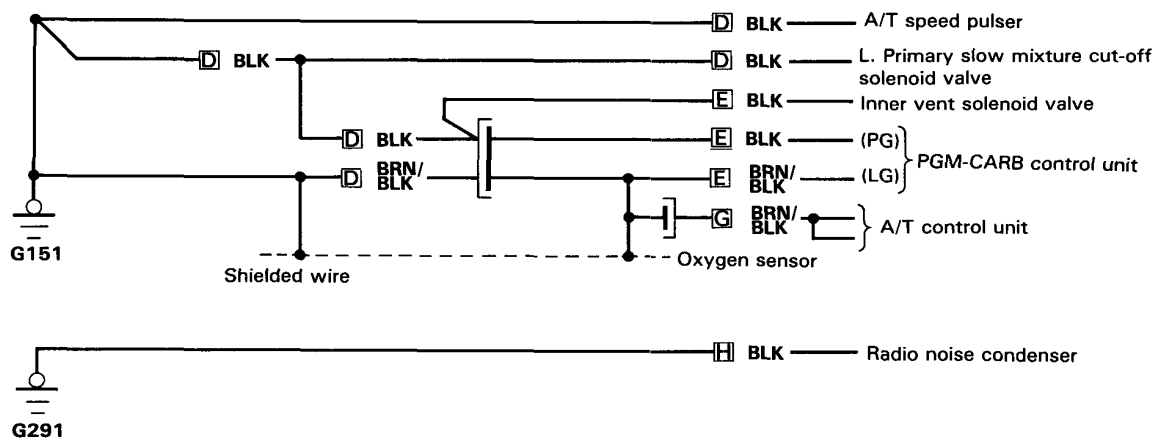 D BLK A/T speed pulser
D BLK D BLK L. Primary slow mixture cut-off
solenoid valve
E BLK Inner vent solenoid valve
D BLK E BLK (PG)
PGM-CARB control unit
D BRN/
BLK E BRN/
BLK (LG)
G BRN/
BLK A/T control unit
G151
Oxygen sensor
Shielded wire
H BLK Radio noise condenser
G291